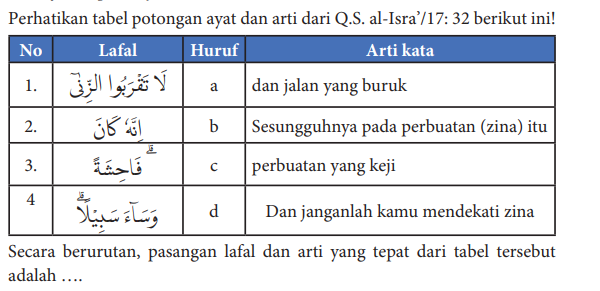 Perhatikan tabel potongan ayat dan arti dari Q.S. al-Isra’/17: 32 berikut ini!
No Lafal Huruf Arti kata
1. لَا تَقْرَبُوا الزِّنٰٓى a dan jalan yang buruk
2. اِنَّهٗ كَانَ b Sesungguhnya pada perbuatan (zina) itu
3. فَاحِشَةً ۗ c perbuatan yang keji
4 وَسَاۤءَ سَبِيْلًا ۗ d Dan janganlah kamu mendekati zina
Secara berurutan, pasangan lafal dan arti yang tepat dari tabel tersebut
adalah ….